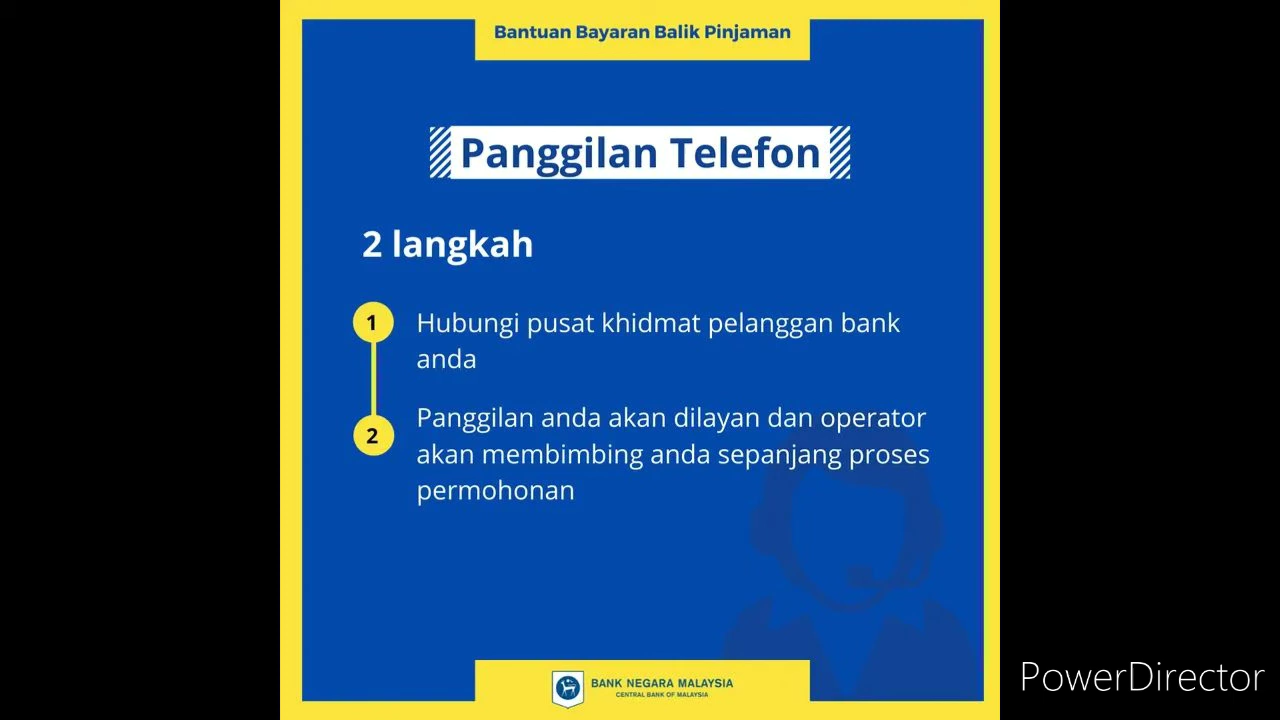 Bantuan Bayaran Balik Pinjaman
Panggilan Telefon
2 langkah
1
Hubungi pusat khidmat pelanggan bank
anda
2
Panggilan anda akan dilayan dan operator
akan membimbing anda sepanjang proses
permohonan
BANK NEGARA MALAYSIA
CENTRAL BANK OF MALAYSIA
PowerDirector